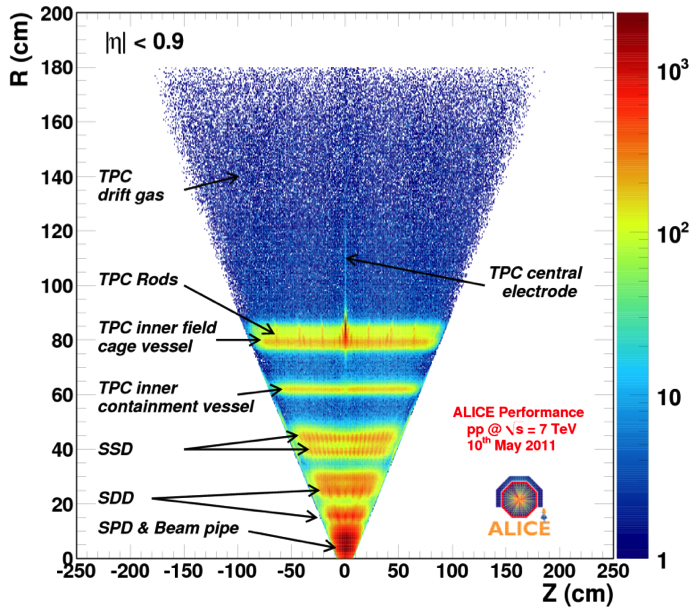 R (cm)
200
180
160
140
120
100
80
60
40
20
0
|η| < 0.9
TPC
drift gas
TPC Rods
TPC inner field
cage vessel
TPC inner
containment vessel
SSD
SDD
SPD & Beam pipe
TPC central
electrode
ALICE Performance
pp @ √s = 7 TeV
10th May 2011
ALICE
-250 -200 -150 -100 -50 0 50 100 150 200 250
Z (cm)
10³
10²
10
1